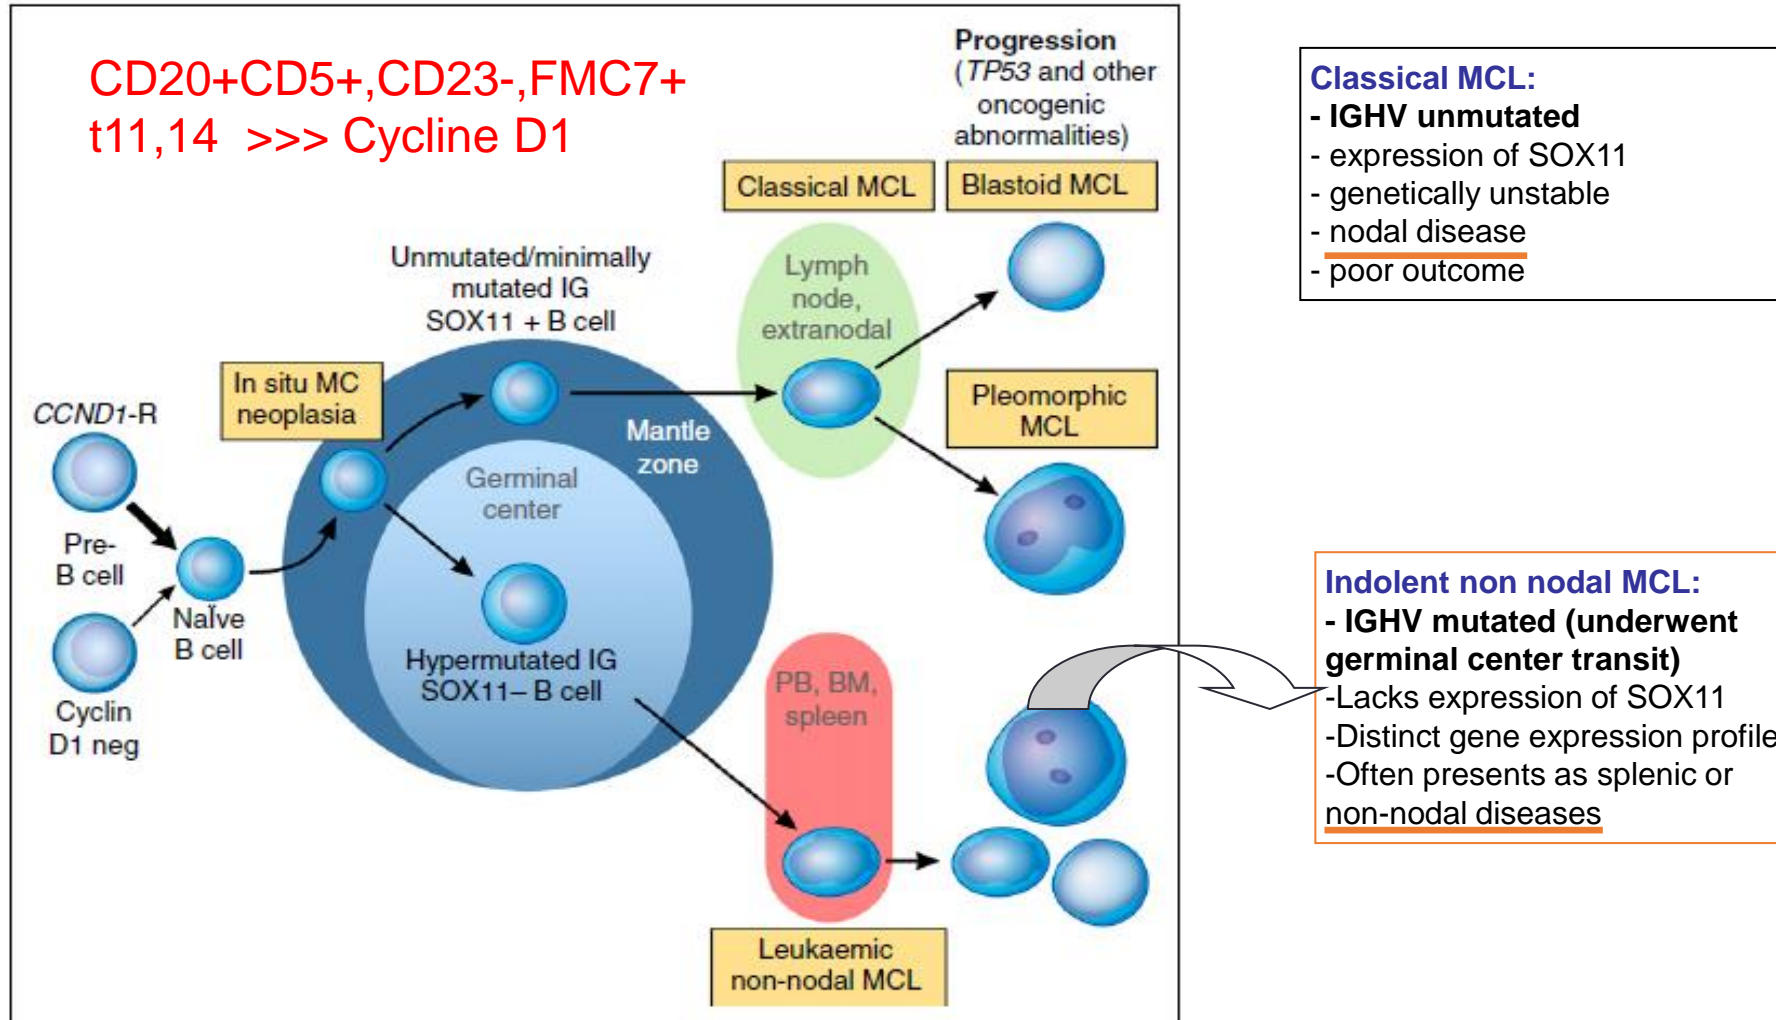 CD20+CD5+,CD23-,FMC7+
t11,14 >>> Cycline D1
Progression
(TP53 and other
oncogenic
abnormalities)
Classical MCL
Blastoid MCL
Unmutated/minimally
mutated IG
SOX11 + B cell
Lymph
node,
extranodal
In situ MC
neoplasia
CCND1-R
Mantle
zone
Pleomorphic
MCL
Germinal
center
Pre-
B cell
Naïve
B cell
Hypermutated IG
SOX11– B cell
Cyclin
D1 neg
PB, BM,
spleen
Leukaemic
non-nodal MCL
Classical MCL:
- IGHV unmutated
- expression of SOX11
- genetically unstable
- nodal disease
- poor outcome
Indolent non nodal MCL:
- IGHV mutated (underwent
germinal center transit)
-Lacks expression of SOX11
-Distinct gene expression profile
-Often presents as splenic or
non-nodal diseases